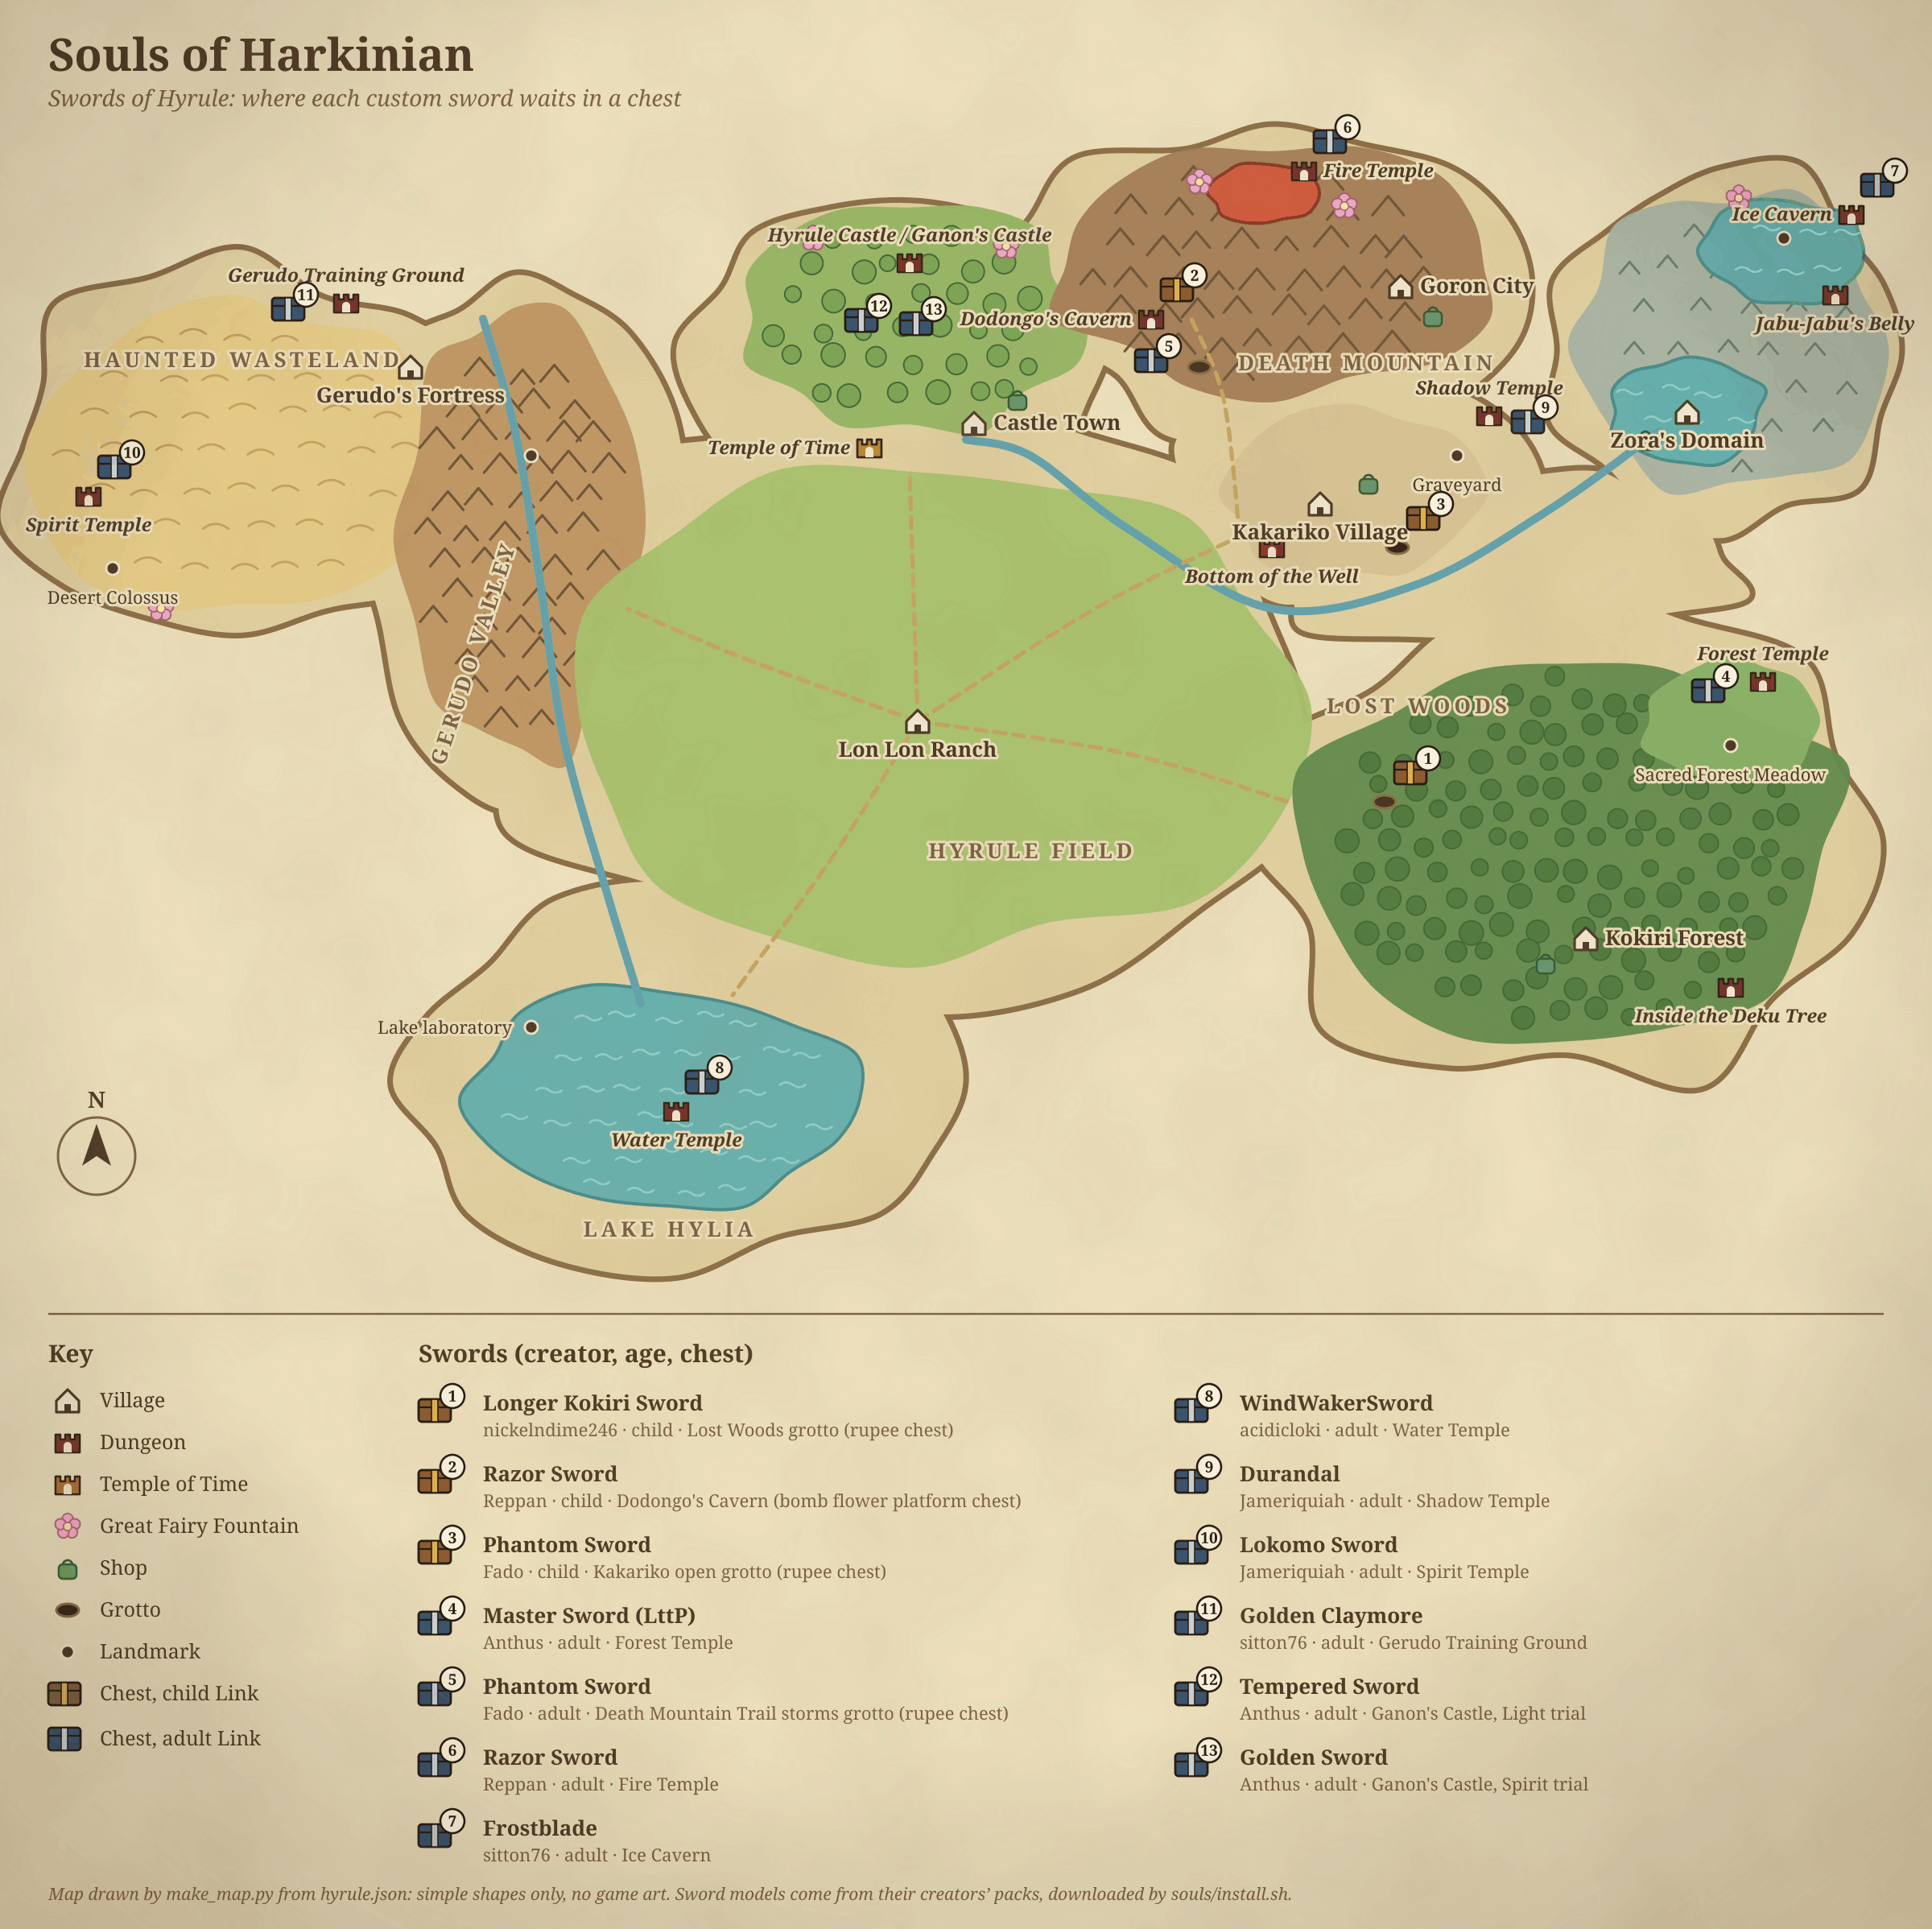 Souls of Harkinian
Swords of Hyrule: where each custom sword waits in a chest
6
Fire Temple
7
Ice Cavern
Hyrule Castle / Ganon's Castle
Gerudo Training Ground
11
2
Goron City
12
13
Dodongo's Cavern
Jabu-Jabu's Belly
5
HAUNTED WASTELAND
DEATH MOUNTAIN
Gerudo's Fortress
Shadow Temple
9
Castle Town
Zora's Domain
Temple of Time
10
Graveyard
3
Spirit Temple
Kakariko Village
Bottom of the Well
Desert Colossus
GERUDO VALLEY
Forest Temple
4
LOST WOODS
Lon Lon Ranch
1
Sacred Forest Meadow
HYRULE FIELD
Kokiri Forest
Inside the Deku Tree
Lake laboratory
8
Water Temple
N
LAKE HYLIA
Key
Village
Dungeon
Temple of Time
Great Fairy Fountain
Shop
Grotto
Landmark
Chest, child Link
Chest, adult Link
Swords (creator, age, chest)
1
Longer Kokiri Sword
nickelndime246 · child · Lost Woods grotto (rupee chest)
2
Razor Sword
Reppan · child · Dodongo's Cavern (bomb flower platform chest)
3
Phantom Sword
Fado · child · Kakariko open grotto (rupee chest)
4
Master Sword (LttP)
Anthus · adult · Forest Temple
5
Phantom Sword
Fado · adult · Death Mountain Trail storms grotto (rupee chest)
6
Razor Sword
Reppan · adult · Fire Temple
7
Frostblade
sitton76 · adult · Ice Cavern
8
WindWakerSword
acidicloki · adult · Water Temple
9
Durandal
Jameriquiah · adult · Shadow Temple
10
Lokomo Sword
Jameriquiah · adult · Spirit Temple
11
Golden Claymore
sitton76 · adult · Gerudo Training Ground
12
Tempered Sword
Anthus · adult · Ganon's Castle, Light trial
13
Golden Sword
Anthus · adult · Ganon's Castle, Spirit trial
Map drawn by make_map.py from hyrule.json: simple shapes only, no game art. Sword models come from their creators’ packs, downloaded by souls/install.sh.